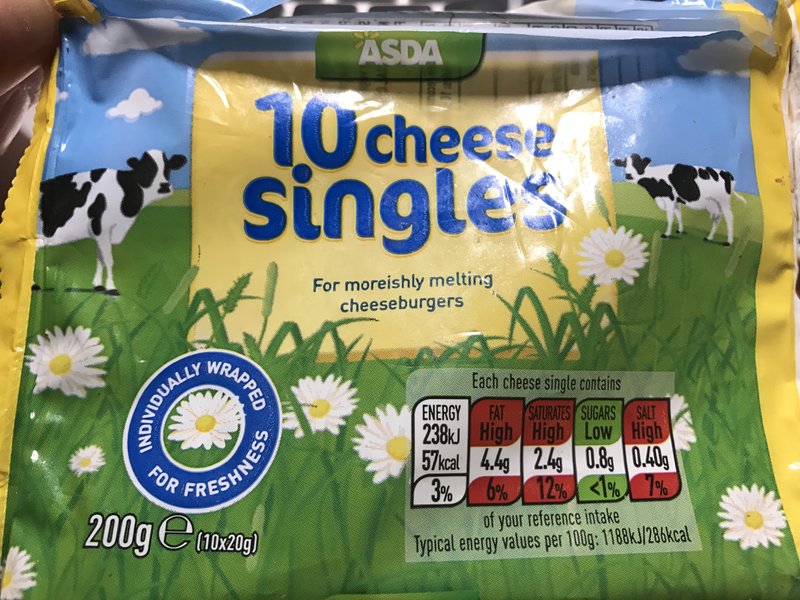 ASDA
10 cheese
singles
For moreishly melting
cheeseburgers
INDIVIDUALLY WRAPPED
FOR FRESHNESS
200g e (10x20g)
Each cheese single contains
ENERGY FAT SATURATES SUGARS SALT
238kJ High High Low High
57kcal 4.4g 2.4g 0.8g 0.40g
3% 6% 12% <1% 7%
of your reference intake
Typical energy values per 100g: 1188kJ/286kcal